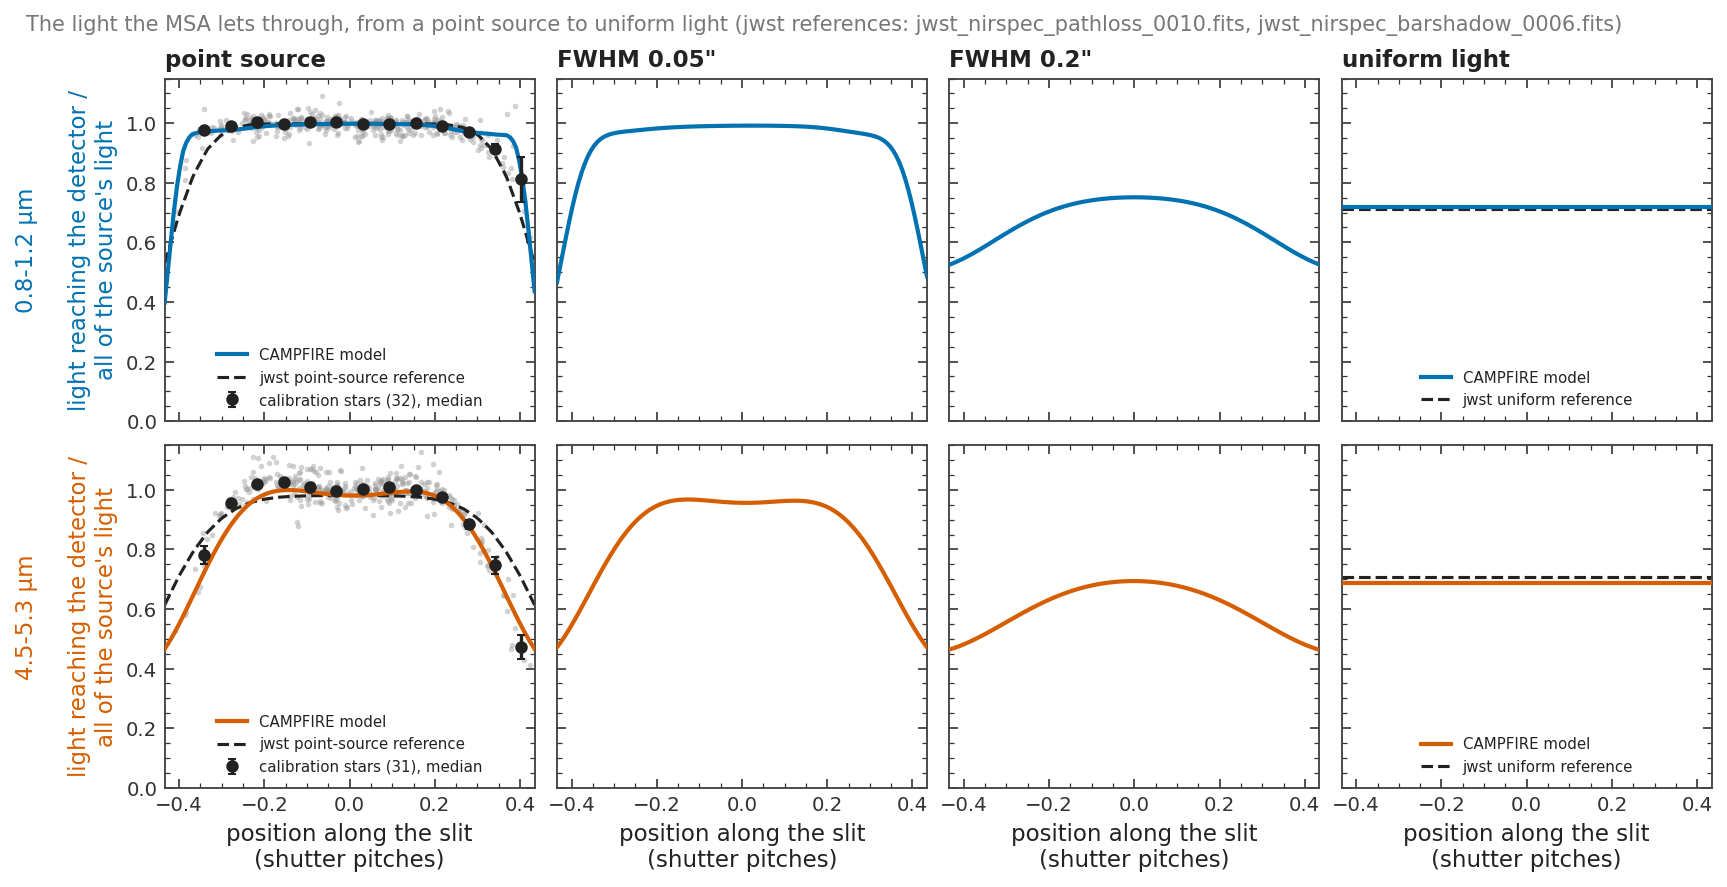 The light the MSA lets through, from a point source to uniform light (jwst references: jwst_nirspec_pathloss_0010.fits, jwst_nirspec_barshadow_0006.fits)
point source
FWHM 0.05"
FWHM 0.2"
uniform light
0.8-1.2 µm
light reaching the detector /
all of the source's light
1.0
0.8
0.6
0.4
0.2
0.0
CAMPFIRE model
jwst point-source reference
calibration stars (32), median
CAMPFIRE model
jwst uniform reference
4.5-5.3 µm
light reaching the detector /
all of the source's light
1.0
0.8
0.6
0.4
0.2
0.0
CAMPFIRE model
jwst point-source reference
calibration stars (31), median
CAMPFIRE model
jwst uniform reference
−0.4 −0.2 0.0 0.2 0.4
−0.4 −0.2 0.0 0.2 0.4
−0.4 −0.2 0.0 0.2 0.4
−0.4 −0.2 0.0 0.2 0.4
position along the slit
(shutter pitches)
position along the slit
(shutter pitches)
position along the slit
(shutter pitches)
position along the slit
(shutter pitches)